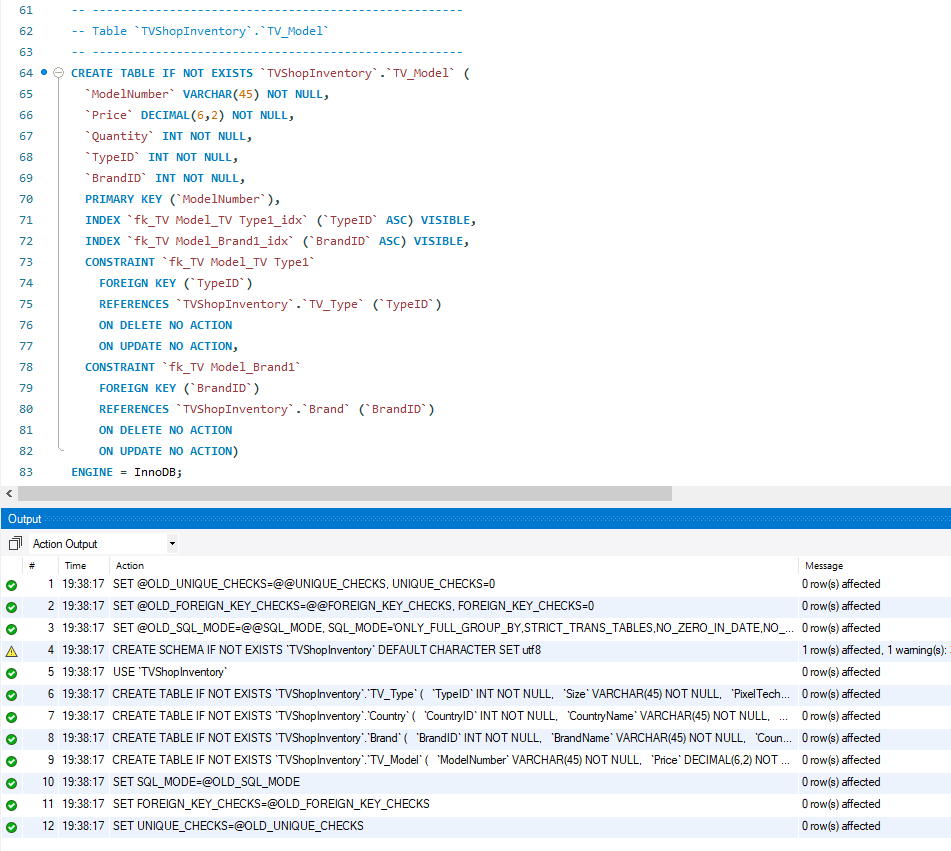 61 -- -----------------------------------------------------
62 -- Table `TVShopInventory`.`TV_Model`
63 -- -----------------------------------------------------
64 CREATE TABLE IF NOT EXISTS `TVShopInventory`.`TV_Model` (
65 `ModelNumber` VARCHAR(45) NOT NULL,
66 `Price` DECIMAL(6,2) NOT NULL,
67 `Quantity` INT NOT NULL,
68 `TypeID` INT NOT NULL,
69 `BrandID` INT NOT NULL,
70 PRIMARY KEY (`ModelNumber`),
71 INDEX `fk_TV Model_TV Type1_idx` (`TypeID` ASC) VISIBLE,
72 INDEX `fk_TV Model_Brand1_idx` (`BrandID` ASC) VISIBLE,
73 CONSTRAINT `fk_TV Model_TV Type1`
74 FOREIGN KEY (`TypeID`)
75 REFERENCES `TVShopInventory`.`TV_Type` (`TypeID`)
76 ON DELETE NO ACTION
77 ON UPDATE NO ACTION,
78 CONSTRAINT `fk_TV Model_Brand1`
79 FOREIGN KEY (`BrandID`)
80 REFERENCES `TVShopInventory`.`Brand` (`BrandID`)
81 ON DELETE NO ACTION
82 ON UPDATE NO ACTION)
83 ENGINE = InnoDB;
Output
Action Output
# Time Action Message
1 19:38:17 SET @OLD_UNIQUE_CHECKS=@@UNIQUE_CHECKS, UNIQUE_CHECKS=0 0 row(s) affected
2 19:38:17 SET @OLD_FOREIGN_KEY_CHECKS=@@FOREIGN_KEY_CHECKS, FOREIGN_KEY_CHECKS=0 0 row(s) affected
3 19:38:17 SET @OLD_SQL_MODE=@@SQL_MODE, SQL_MODE='ONLY_FULL_GROUP_BY,STRICT_TRANS_TABLES,NO_ZERO_IN_DATE,NO_... 0 row(s) affected
4 19:38:17 CREATE SCHEMA IF NOT EXISTS `TVShopInventory` DEFAULT CHARACTER SET utf8 1 row(s) affected, 1 warning(s):
5 19:38:17 USE `TVShopInventory` 0 row(s) affected
6 19:38:17 CREATE TABLE IF NOT EXISTS `TVShopInventory`.`TV_Type` ( `TypeID` INT NOT NULL, `Size` VARCHAR(45) NOT NULL, `PixelTech... 0 row(s) affected
7 19:38:17 CREATE TABLE IF NOT EXISTS `TVShopInventory`.`Country` ( `CountryID` INT NOT NULL, `CountryName` VARCHAR(45) NOT NULL, ... 0 row(s) affected
8 19:38:17 CREATE TABLE IF NOT EXISTS `TVShopInventory`.`Brand` ( `BrandID` INT NOT NULL, `BrandName` VARCHAR(45) NOT NULL, `Coun... 0 row(s) affected
9 19:38:17 CREATE TABLE IF NOT EXISTS `TVShopInventory`.`TV_Model` ( `ModelNumber` VARCHAR(45) NOT NULL, `Price` DECIMAL(6,2) NOT ... 0 row(s) affected
10 19:38:17 SET SQL_MODE=@OLD_SQL_MODE 0 row(s) affected
11 19:38:17 SET FOREIGN_KEY_CHECKS=@OLD_FOREIGN_KEY_CHECKS 0 row(s) affected
12 19:38:17 SET UNIQUE_CHECKS=@OLD_UNIQUE_CHECKS 0 row(s) affected